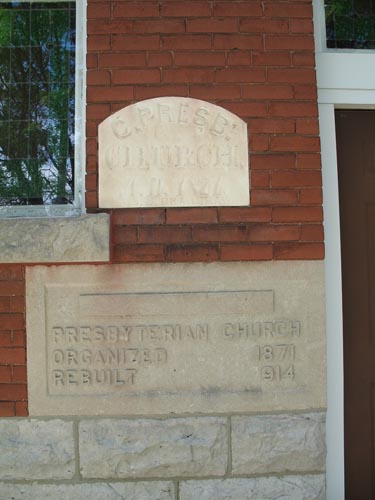 C. PRESB.
CHURCH.
A.D.
PRESBYTERIAN CHURCH
ORGANIZED 1871
REBUILT 1914